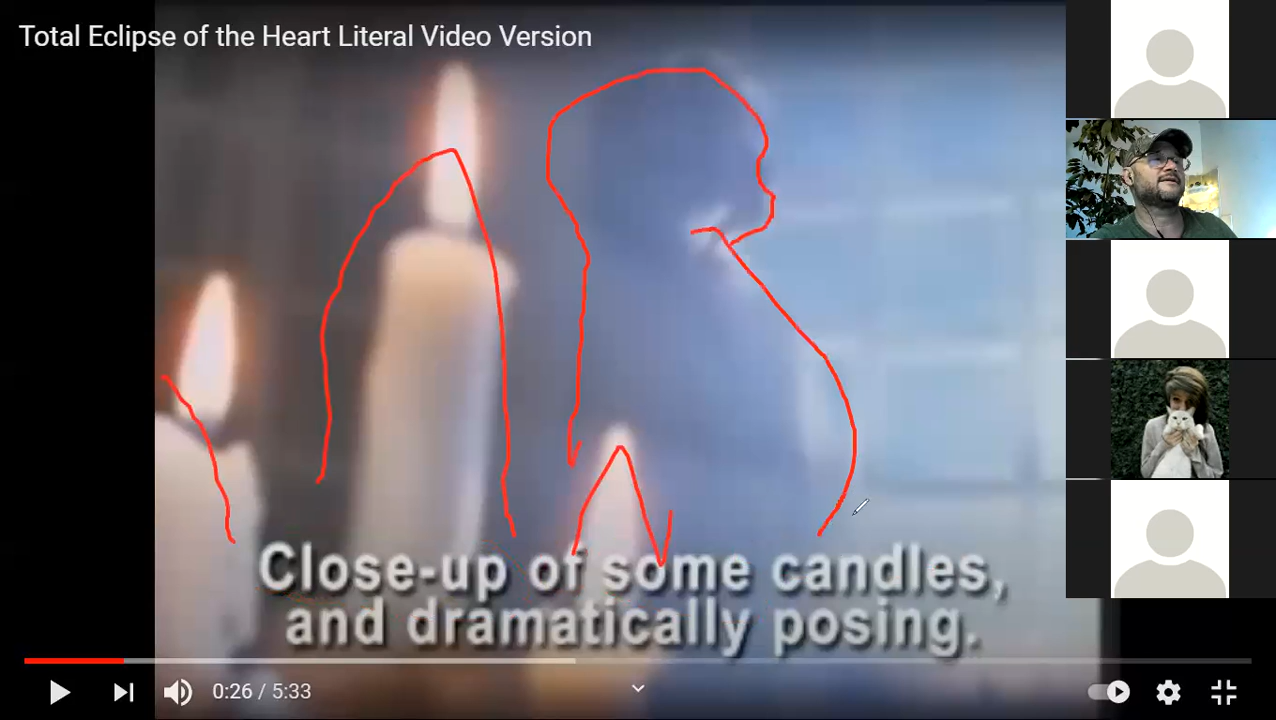 Total Eclipse of the Heart Literal Video Version
Close-up of some candles,
and dramatically posing.
0:26 / 5:33